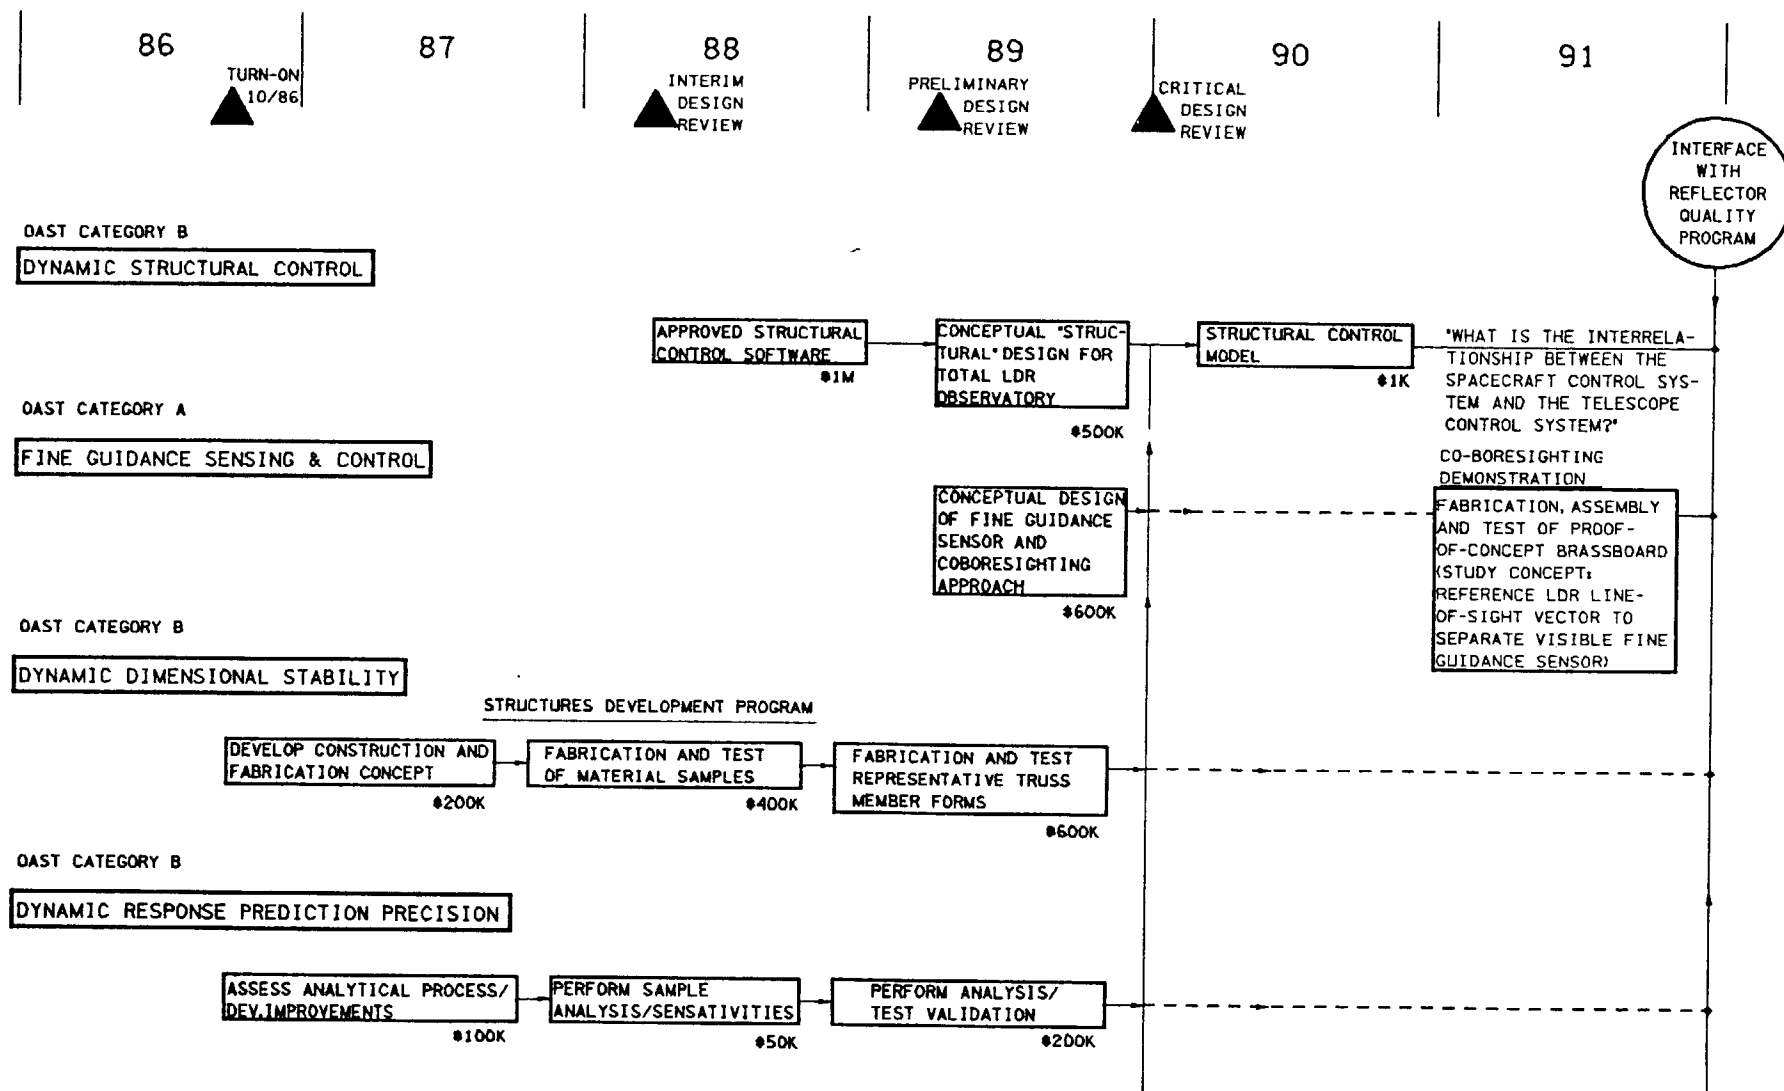 86
87
88
89
90
91
TURN-ON
10/86
INTERIM
DESIGN
REVIEW
PRELIMINARY
DESIGN
REVIEW
CRITICAL
DESIGN
REVIEW
INTERFACE
WITH
REFLECTOR
QUALITY
PROGRAM
OAST CATEGORY B
DYNAMIC STRUCTURAL CONTROL
APPROVED STRUCTURAL
CONTROL SOFTWARE
$1M
CONCEPTUAL "STRUC-
TURAL" DESIGN FOR
TOTAL LDR
OBSERVATORY
$500K
STRUCTURAL CONTROL
MODEL
$1K
"WHAT IS THE INTERRELA-
TIONSHIP BETWEEN THE
SPACECRAFT CONTROL SYS-
TEM AND THE TELESCOPE
CONTROL SYSTEM?"
OAST CATEGORY A
FINE GUIDANCE SENSING & CONTROL
CONCEPTUAL DESIGN
OF FINE GUIDANCE
SENSOR AND
COBORESIGHTING
APPROACH
$600K
CO-BORESIGHTING
DEMONSTRATION
FABRICATION, ASSEMBLY
AND TEST OF PROOF-
OF-CONCEPT BRASSBOARD
(STUDY CONCEPT:
REFERENCE LDR LINE-
OF-SIGHT VECTOR TO
SEPARATE VISIBLE FINE
GUIDANCE SENSOR)
OAST CATEGORY B
DYNAMIC DIMENSIONAL STABILITY
STRUCTURES DEVELOPMENT PROGRAM
DEVELOP CONSTRUCTION AND
FABRICATION CONCEPT
$200K
FABRICATION AND TEST
OF MATERIAL SAMPLES
$400K
FABRICATION AND TEST
REPRESENTATIVE TRUSS
MEMBER FORMS
$600K
OAST CATEGORY B
DYNAMIC RESPONSE PREDICTION PRECISION
ASSESS ANALYTICAL PROCESS/
DEV.IMPROVEMENTS
$100K
PERFORM SAMPLE
ANALYSIS/SENSATIVITIES
$50K
PERFORM ANALYSIS/
TEST VALIDATION
$200K